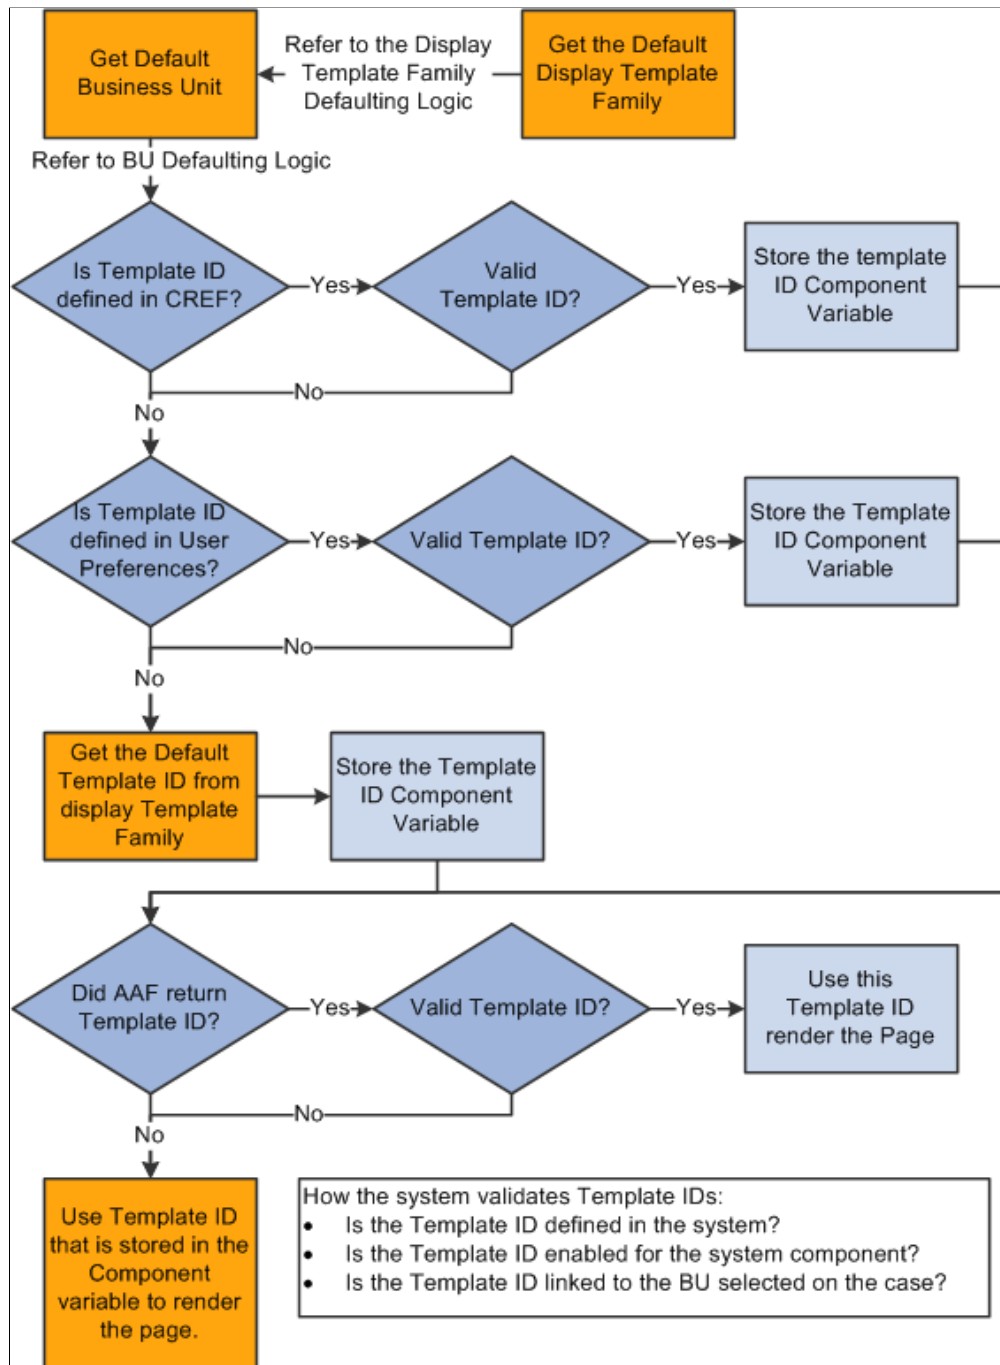 Get Default
Business Unit
Refer to the Display
Template Family
Defaulting Logic
Get the Default
Display Template
Family
Refer to BU Defaulting Logic
Is Template ID
defined in CREF?
Yes
Valid
Template ID?
Yes
Store the template
ID Component
Variable
No
No
Is Template ID
defined in User
Preferences?
Yes
Valid Template ID?
Yes
Store the Template
ID Component
Variable
No
No
Get the Default
Template ID from
display Template
Family
Store the Template
ID Component
Variable
Did AAF return
Template ID?
Yes
Valid Template ID?
Yes
Use this
Template ID
render the Page
No
No
Use Template ID
that is stored in the
Component
variable to render
the page.
How the system validates Template IDs:
• Is the Template ID defined in the system?
• Is the Template ID enabled for the system component?
• Is the Template ID linked to the BU selected on the case?